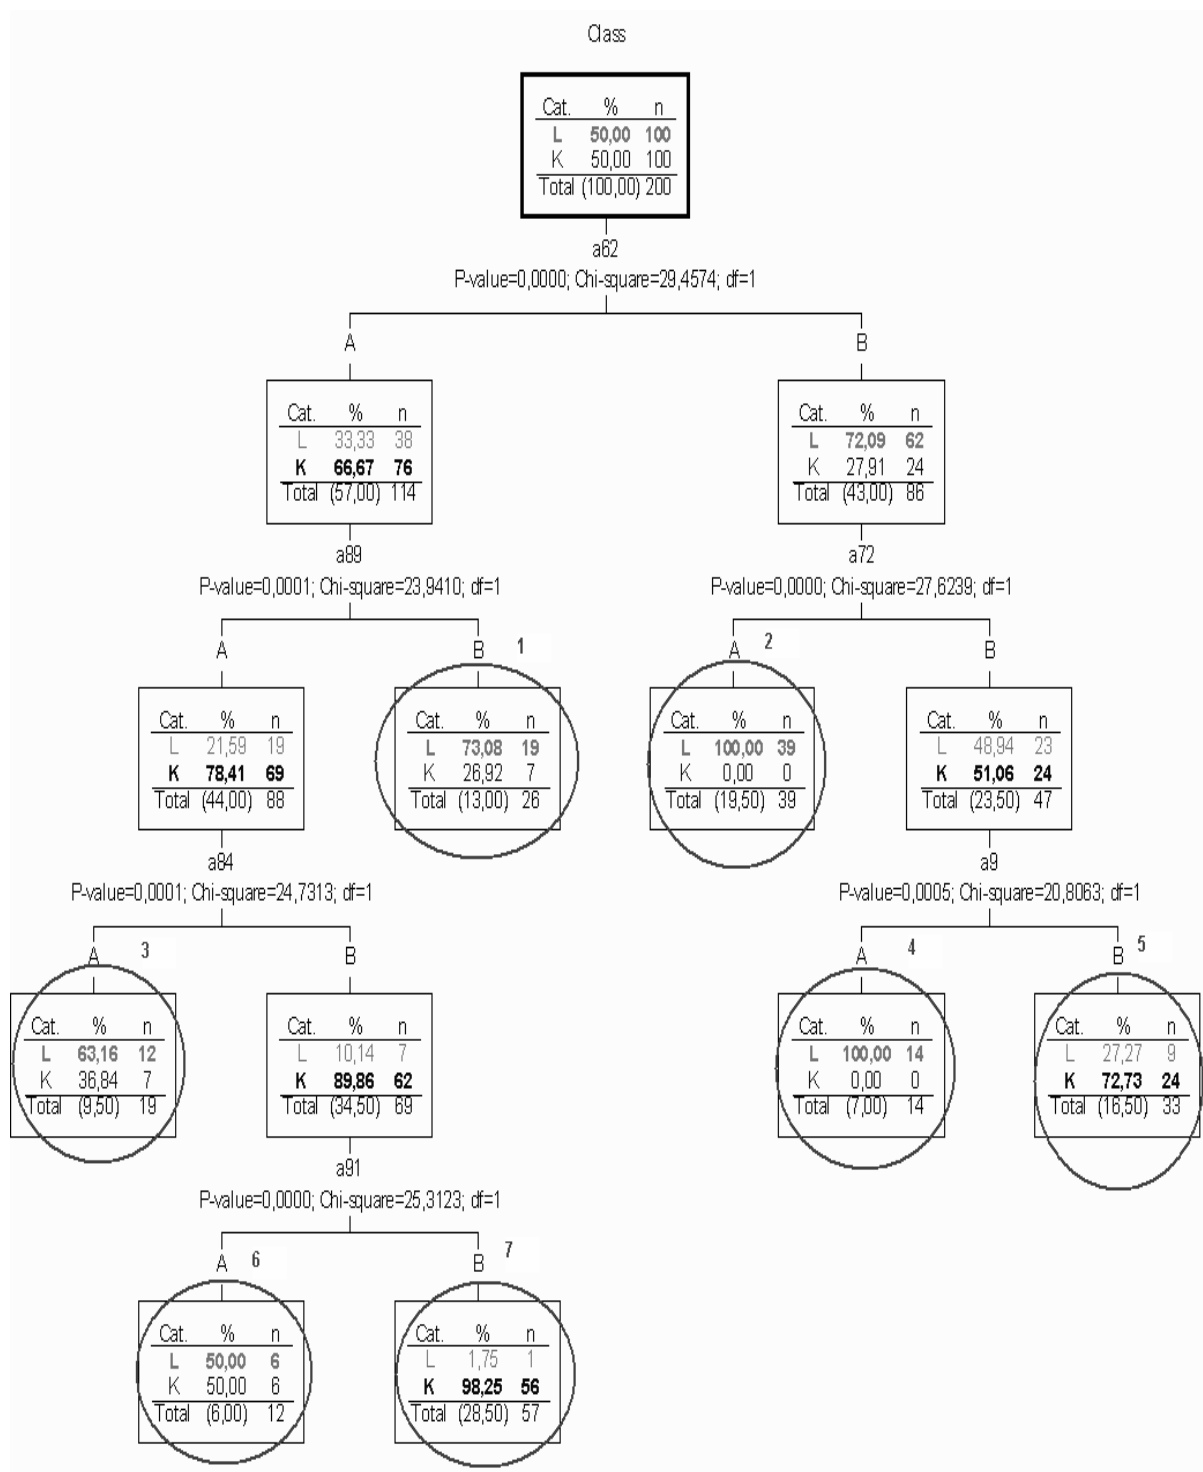 Class
Cat. % n
L 50,00 100
K 50,00 100
Total (100,00) 200
a62
P-value=0,0000; Chi-square=29,4574; df=1
A
B
Cat. % n
L 33,33 38
K 66,67 76
Total (57,00) 114
Cat. % n
L 72,09 62
K 27,91 24
Total (43,00) 86
a89
P-value=0,0001; Chi-square=23,9410; df=1
a72
P-value=0,0000; Chi-square=27,6239; df=1
A
B 1
A 2
B
Cat. % n
L 21,59 19
K 78,41 69
Total (44,00) 88
Cat. % n
L 73,08 19
K 26,92 7
Total (13,00) 26
Cat. % n
L 100,00 39
K 0,00 0
Total (19,50) 39
Cat. % n
L 48,94 23
K 51,06 24
Total (23,50) 47
a84
P-value=0,0001; Chi-square=24,7313; df=1
a9
P-value=0,0005; Chi-square=20,8063; df=1
A 3
B
A 4
B 5
Cat. % n
L 63,16 12
K 36,84 7
Total (9,50) 19
Cat. % n
L 10,14 7
K 89,86 62
Total (34,50) 69
Cat. % n
L 100,00 14
K 0,00 0
Total (7,00) 14
Cat. % n
L 27,27 9
K 72,73 24
Total (16,50) 33
a91
P-value=0,0000; Chi-square=25,3123; df=1
A 6
B 7
Cat. % n
L 50,00 6
K 50,00 6
Total (6,00) 12
Cat. % n
L 1,75 1
K 98,25 56
Total (28,50) 57